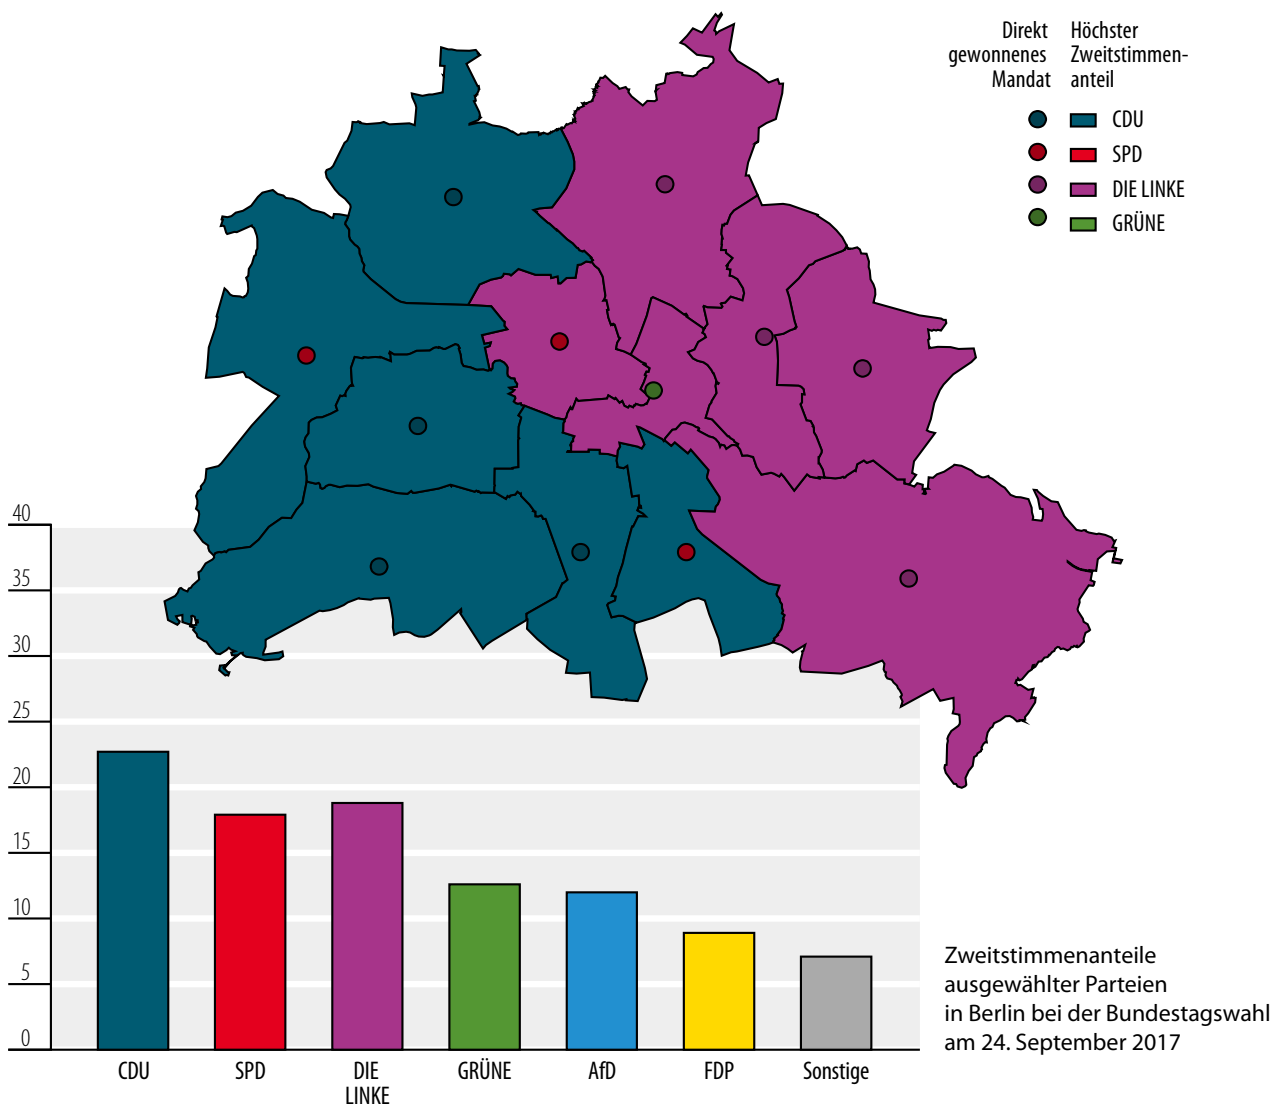 Direkt
gewonnenes
Mandat
Höchster
Zweitstimmen-
anteil
CDU
SPD
DIE LINKE
GRÜNE
40
35
30
25
20
15
10
5
0
CDU
SPD
DIE
LINKE
GRÜNE
AfD
FDP
Sonstige
Zweitstimmenanteile
ausgewählter Parteien
in Berlin bei der Bundestagswahl
am 24. September 2017